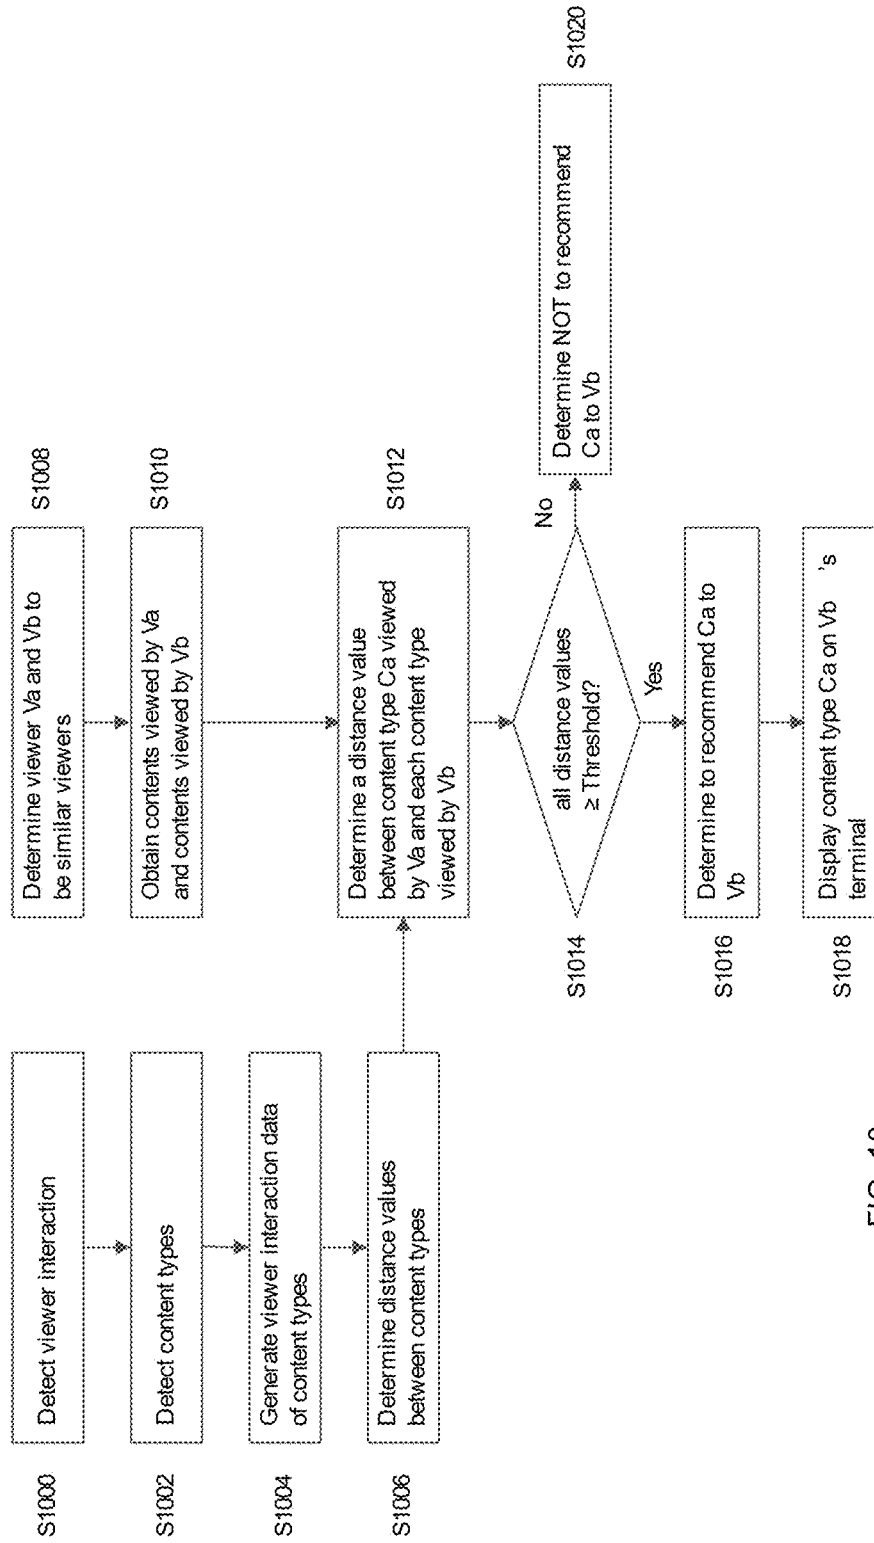 S1000
Detect viewer interaction
S1002
Detect content types
S1004
Generate viewer interaction data
of content types
S1006
Determine distance values
between content types
Determine viewer Va and Vb to
be similar viewers
S1008
Obtain contents viewed by Va
and contents viewed by Vb
S1010
Determine a distance value
between content type Ca viewed
by Va and each content type
viewed by Vb
S1012
all distance values
≥ Threshold?
S1014
No
Yes
Determine NOT to recommend
Ca to Vb
S1020
Determine to recommend Ca to
Vb
S1016
Display content type Ca on Vb 's
terminal
S1018